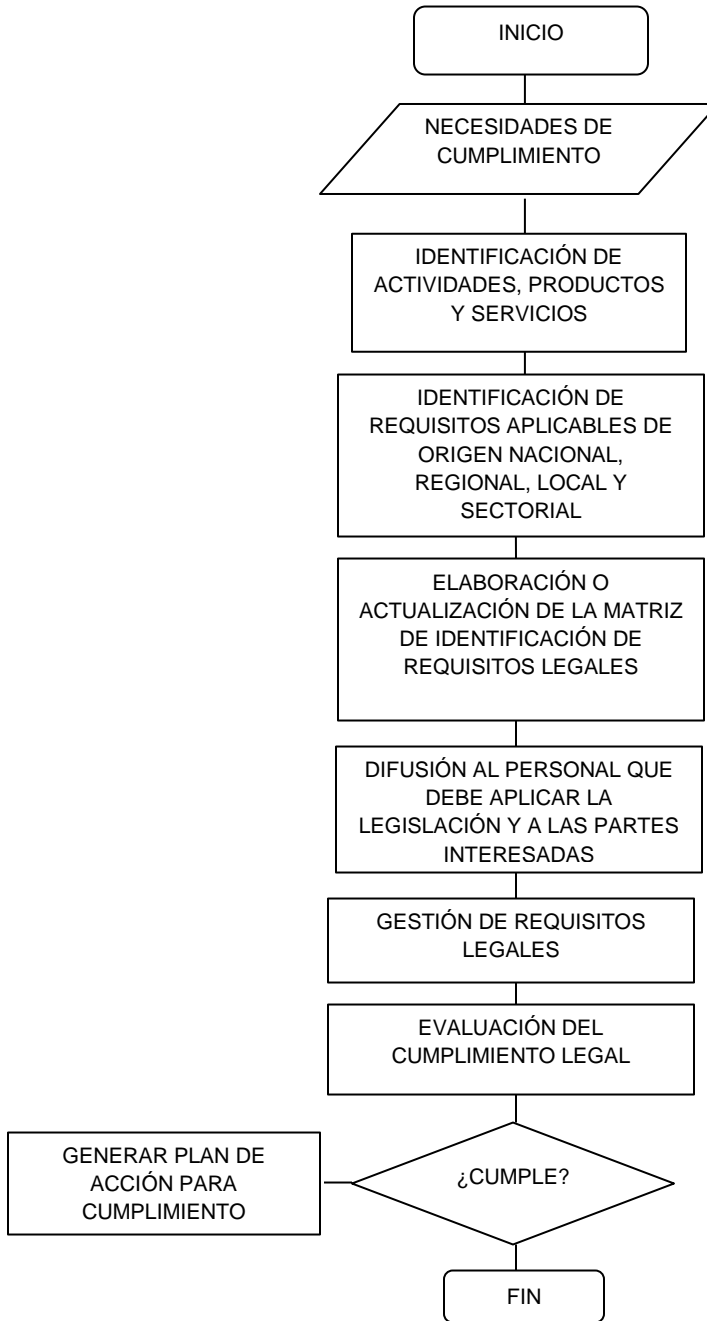 INICIO
NECESIDADES DE
CUMPLIMIENTO
IDENTIFICACIÓN DE
ACTIVIDADES, PRODUCTOS
Y SERVICIOS
IDENTIFICACIÓN DE
REQUISITOS APLICABLES DE
ORIGEN NACIONAL,
REGIONAL, LOCAL Y
SECTORIAL
ELABORACIÓN O
ACTUALIZACIÓN DE LA MATRIZ
DE IDENTIFICACIÓN DE
REQUISITOS LEGALES
DIFUSIÓN AL PERSONAL QUE
DEBE APLICAR LA
LEGISLACIÓN Y A LAS PARTES
INTERESADAS
GESTIÓN DE REQUISITOS
LEGALES
EVALUACIÓN DEL
CUMPLIMIENTO LEGAL
¿CUMPLE?
GENERAR PLAN DE
ACCIÓN PARA
CUMPLIMIENTO
FIN